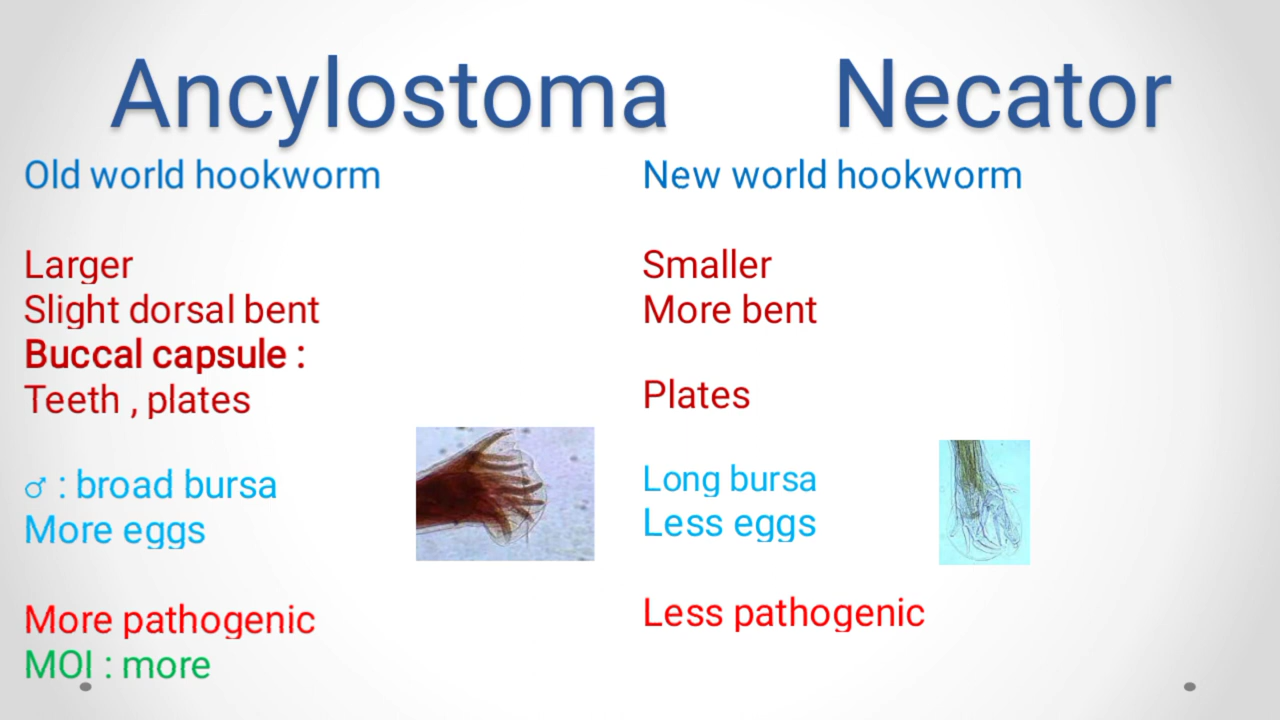 Ancylostoma
Old world hookworm
Larger
Slight dorsal bent
Buccal capsule :
Teeth , plates
♂ : broad bursa
More eggs
More pathogenic
MOI : more
Necator
New world hookworm
Smaller
More bent
Plates
Long bursa
Less eggs
Less pathogenic